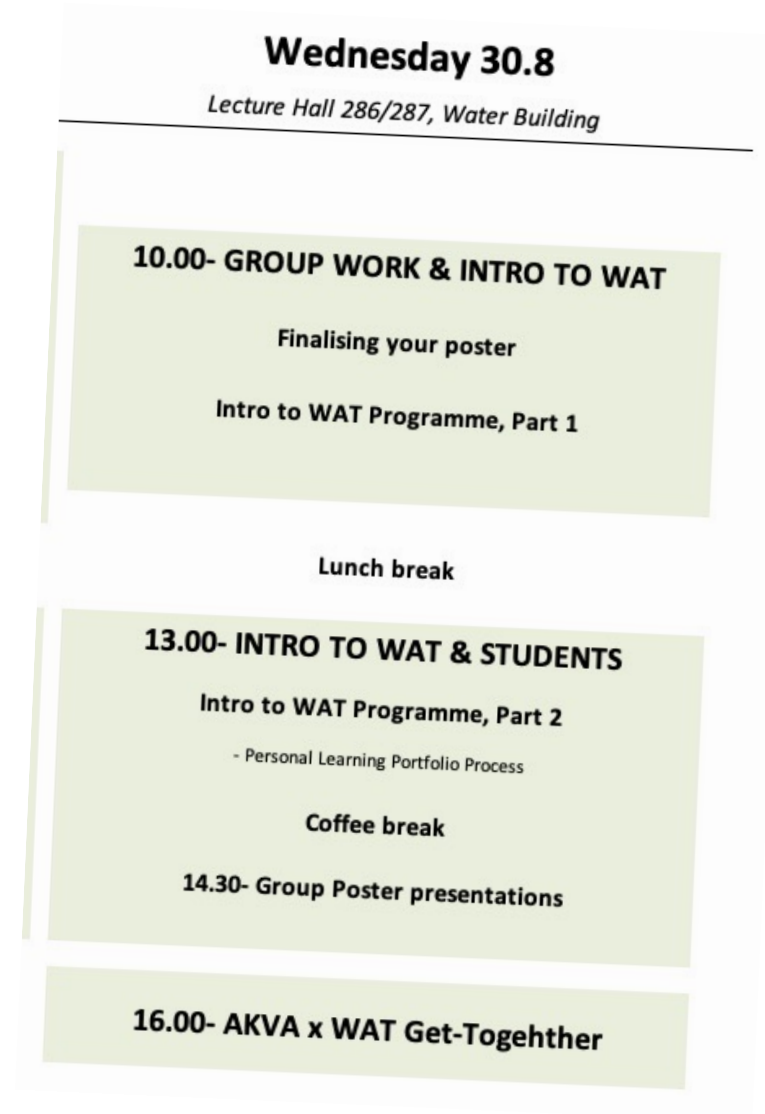 Wednesday 30.8
Lecture Hall 286/287, Water Building
10.00- GROUP WORK & INTRO TO WAT
Finalising your poster
Intro to WAT Programme, Part 1
Lunch break
13.00- INTRO TO WAT & STUDENTS
Intro to WAT Programme, Part 2
- Personal Learning Portfolio Process
Coffee break
14.30- Group Poster presentations
16.00- AKVA x WAT Get-Togehther